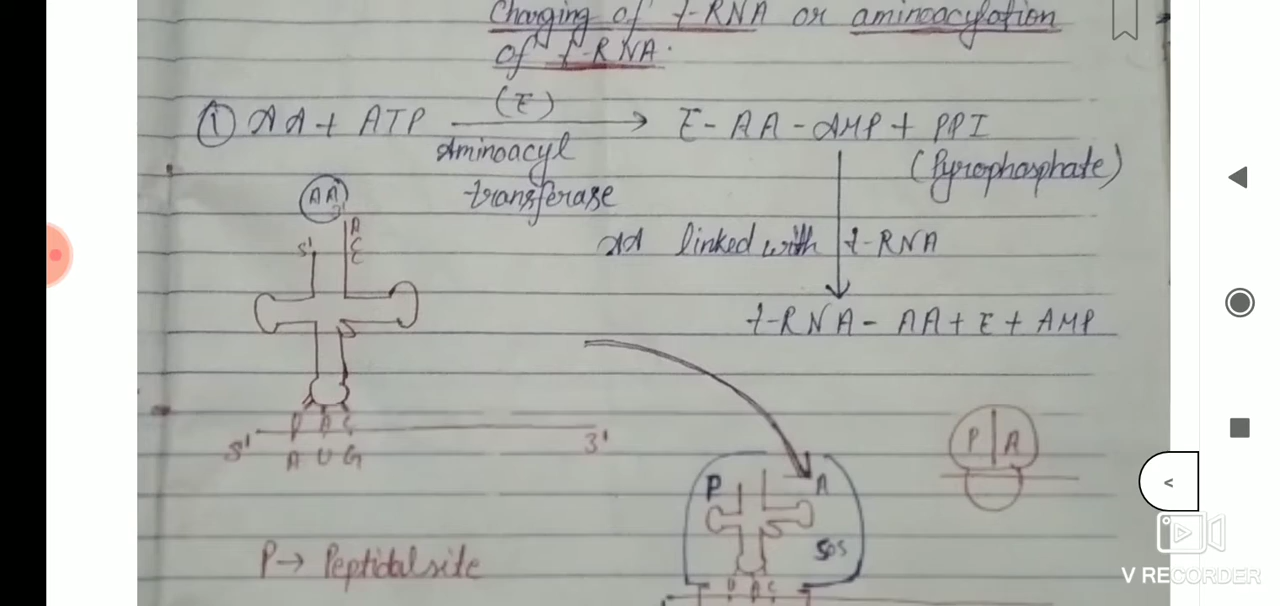 Charging of t-RNA or aminoacylation
of t-RNA.
(E)
① AA + ATP → E - AA - AMP + PPI
Aminoacyl
transferase
(Pyrophosphate)
AA
3'
A
C
C
5'
AA linked with t-RNA
t-RNA - AA + E + AMP
U A C
5' 3'
A U G
P | A
P A
50s
U A C
P → Peptidal site
<
V RECORDER